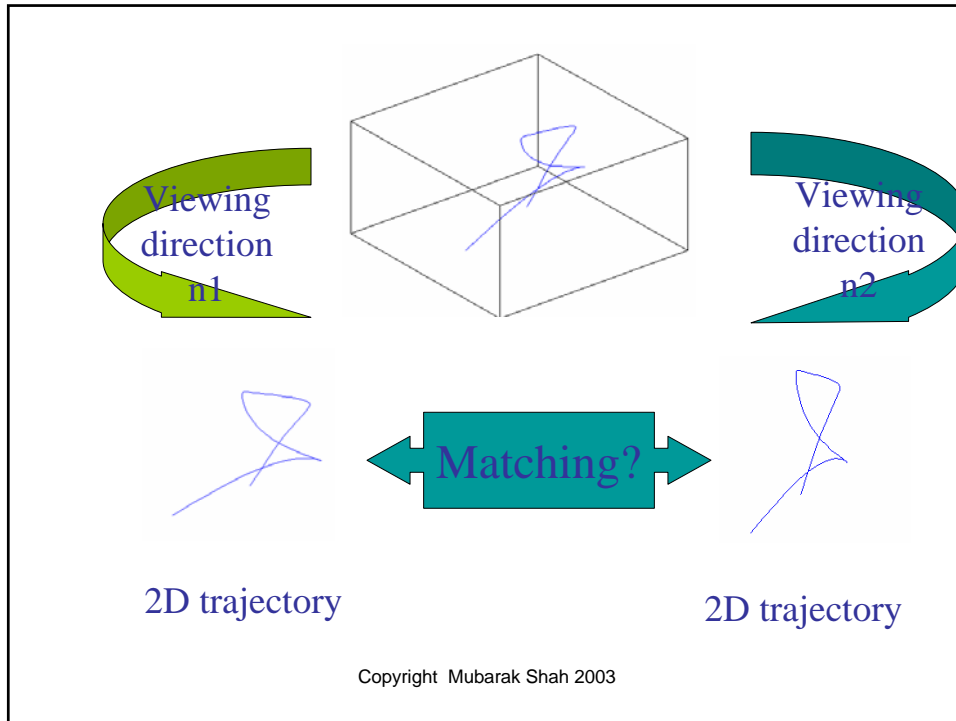 Viewing
direction
n1
Viewing
direction
n2
Matching?
2D trajectory
2D trajectory
Copyright Mubarak Shah 2003